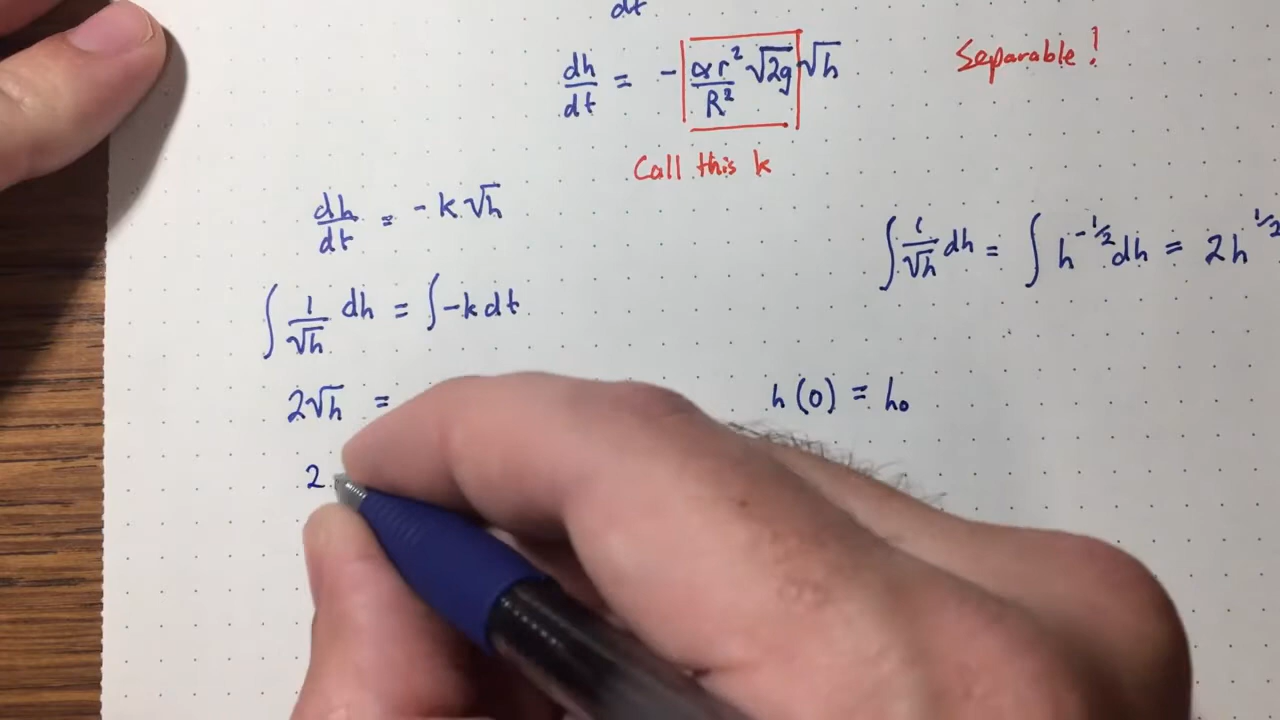 dt
dh/dt = - αr²/R² √2g √h
Separable!
Call this k
dh/dt = -k√h
∫ 1/√h dh = ∫ h^-1/2 dh = 2h^1/2
∫ 1/√h dh = ∫ -k dt
2√h =
h(0) = h₀
2